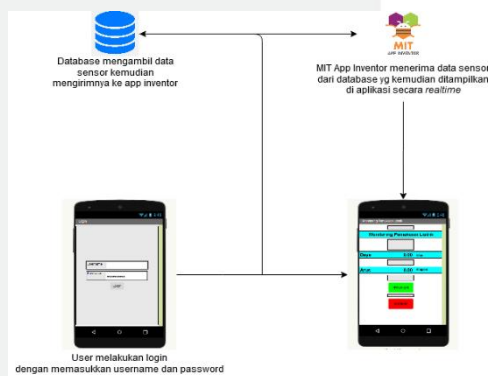 Database mengambil data
sensor kemudian
mengirimnya ke app inventor
MIT
APP INVENTOR
MIT App Inventor menerima data sensor
dari database yg kemudian ditampilkan
di aplikasi secara realtime
Login
Monitoring Pemakaian Listrik
Daya 0.00
Arus 0.00
User melakukan login
dengan memasukkan username dan password